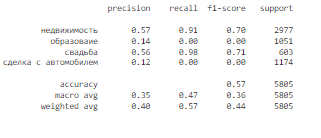 precision recall f1-score support
недвижимость 0.57 0.91 0.70 2977
образование 0.14 0.00 0.00 1051
свадьба 0.56 0.98 0.71 603
сделка с автомобилем 0.12 0.00 0.00 1174
accuracy 0.57 5805
macro avg 0.35 0.47 0.36 5805
weighted avg 0.40 0.57 0.44 5805